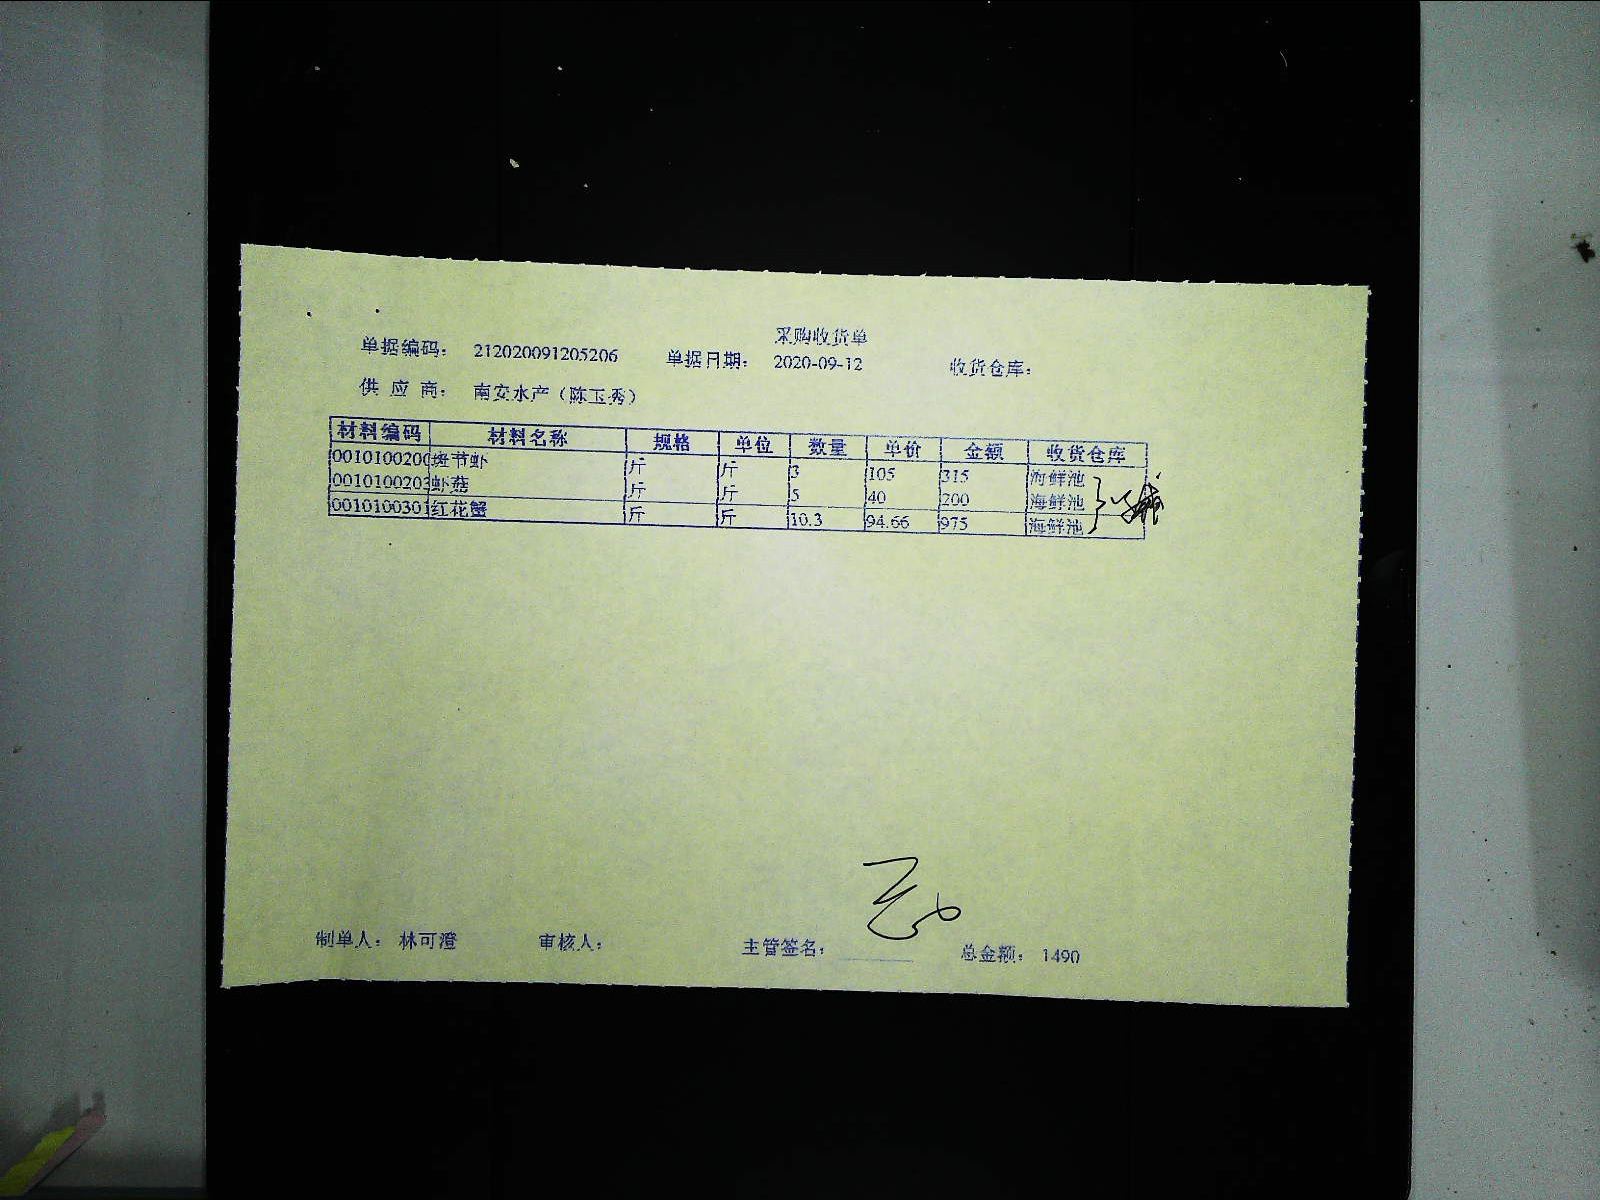 采购收货单
单据编码: 212020091205206 单据日期: 2020-09-12 收货仓库:
供 应 商: 南安水产(陈玉秀)
材料编码 材料名称 规格 单位 数量 单价 金额 收货仓库
0010100200 斑节虾 斤 斤 3 105 315 海鲜池
0010100203 虾菇 斤 斤 5 40 200 海鲜池
0010100301 红花蟹 斤 斤 10.3 94.66 975 海鲜池
制单人: 林可澄 审核人: 主管签名: 总金额: 1490